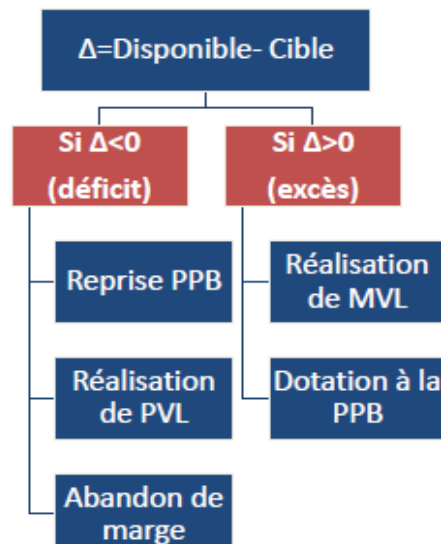 Δ=Disponible- Cible
Si Δ<0
(déficit)
Si Δ>0
(excès)
Reprise PPB
Réalisation
de MVL
Réalisation
de PVL
Dotation à la
PPB
Abandon de
marge